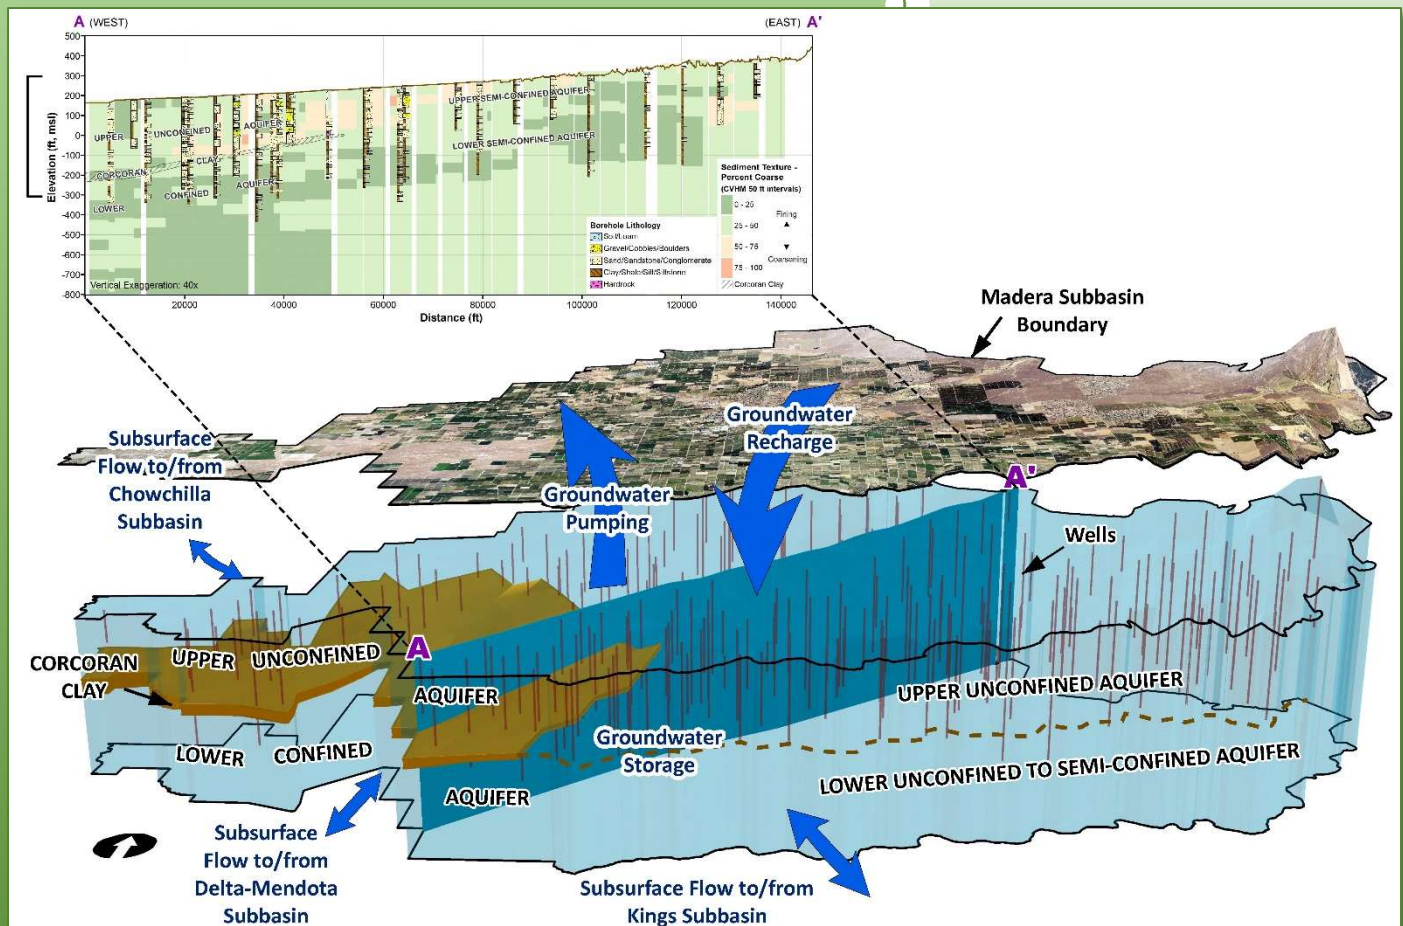 A (WEST)
(EAST) A'
500
400
300
200
100
0
-100
-200
-300
-400
-500
-600
-700
-800
Elevation (ft, msl)
UPPER UNCONFINED AQUIFER
CORCORAN CLAY
LOWER CONFINED AQUIFER
UPPER SEMI-CONFINED AQUIFER
LOWER SEMI-CONFINED AQUIFER
Vertical Exaggeration: 40x
Borehole Lithology
Soil/Loam
Gravel/Cobbles/Boulders
Sand/Sandstone/Conglomerate
Clay/Shale/Silt/Siltstone
Hardrock
Sediment Texture -
Percent Coarse
(CVHM 50 ft intervals)
0 - 25
25 - 50
50 - 75
75 - 100
Fining
Coarsening
Corcoran Clay
20000 40000 60000 80000 100000 120000 140000
Distance (ft)
Madera Subbasin
Boundary
Groundwater
Recharge
Subsurface
Flow to/from
Chowchilla
Subbasin
Groundwater
Pumping
A'
Wells
A
CORCORAN
CLAY
UPPER UNCONFINED
AQUIFER
UPPER UNCONFINED AQUIFER
LOWER CONFINED
AQUIFER
Groundwater
Storage
LOWER UNCONFINED TO SEMI-CONFINED AQUIFER
Subsurface
Flow to/from
Delta-Mendota
Subbasin
Subsurface Flow to/from
Kings Subbasin